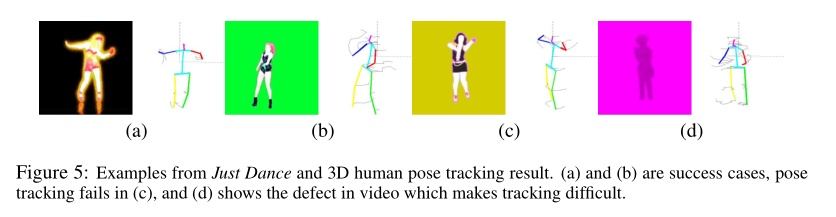 (a) (b) (c) (d)
Figure 5: Examples from Just Dance and 3D human pose tracking result. (a) and (b) are success cases, pose
tracking fails in (c), and (d) shows the defect in video which makes tracking difficult.